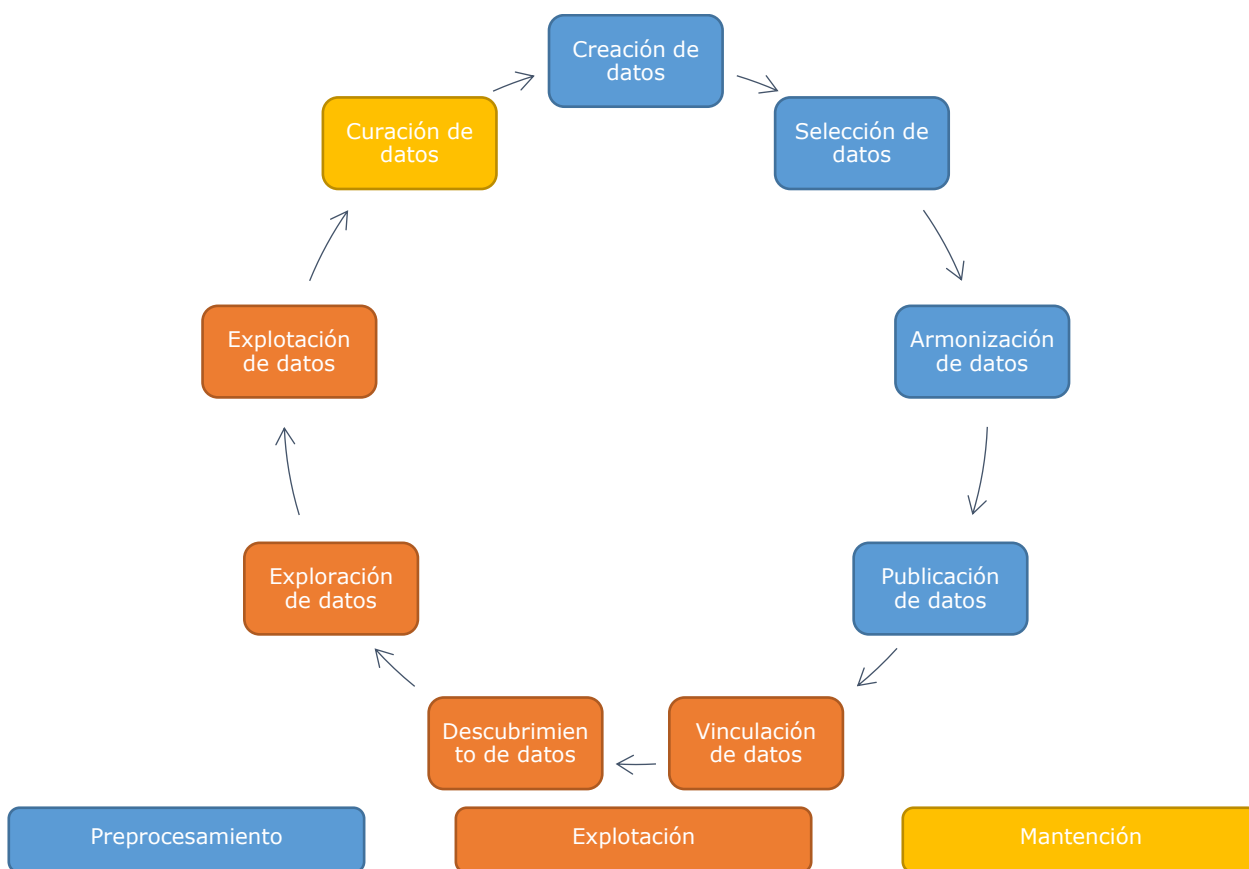 Creación de
datos
Selección de
datos
Armonización
de datos
Publicación
de datos
Vinculación
de datos
Descubrimien
to de datos
Exploración
de datos
Explotación
de datos
Curación de
datos
Preprocesamiento
Explotación
Mantención